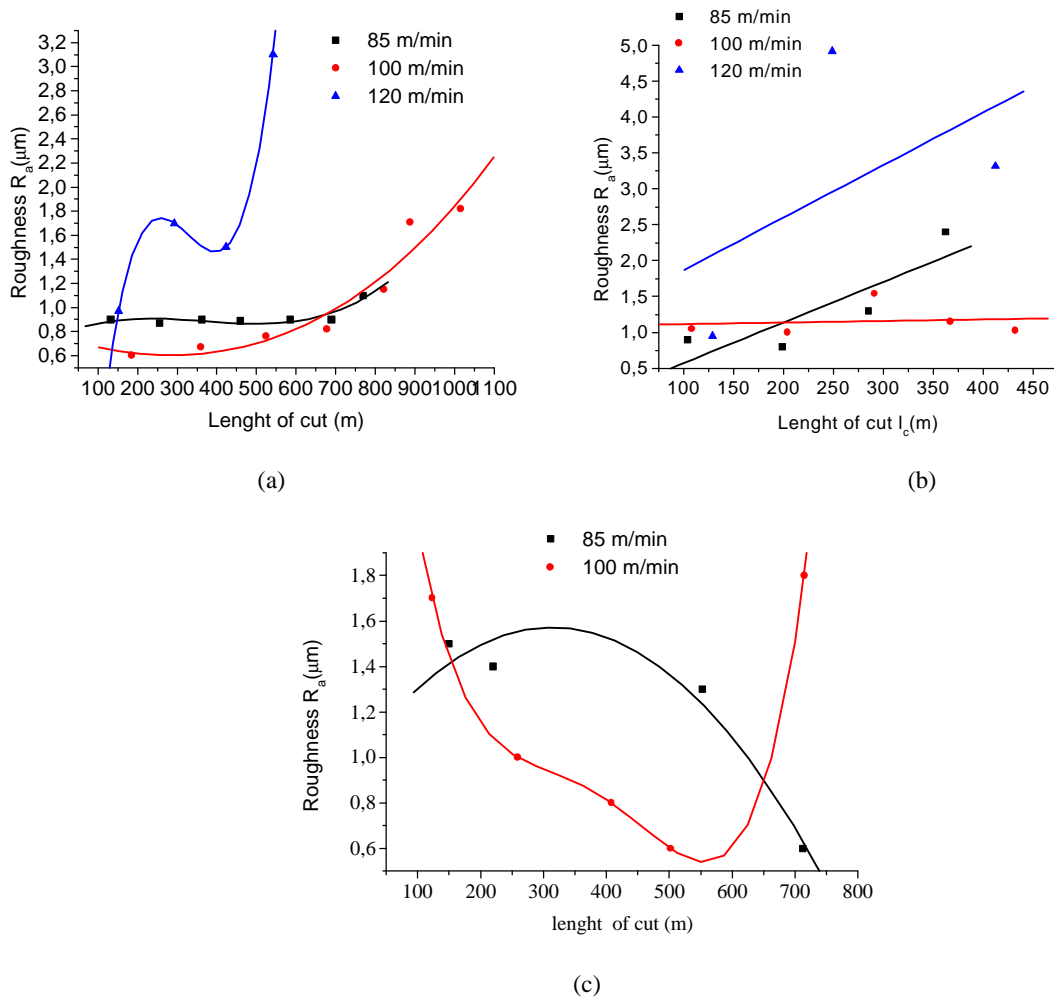 85 m/min
100 m/min
120 m/min
3,2
3,0
2,8
2,6
2,4
2,2
2,0
1,8
1,6
1,4
1,2
1,0
0,8
0,6
Roughness Ra(μm)
100 200 300 400 500 600 700 800 900 1000 1100
Lenght of cut (m)
(a)
85 m/min
100 m/min
120 m/min
5,0
4,5
4,0
3,5
3,0
2,5
2,0
1,5
1,0
0,5
Roughness Ra(μm)
100 150 200 250 300 350 400 450
Lenght of cut l_c(m)
(b)
85 m/min
100 m/min
1,8
1,6
1,4
1,2
1,0
0,8
0,6
Roughness Ra(μm)
100 200 300 400 500 600 700 800
lenght of cut (m)
(c)